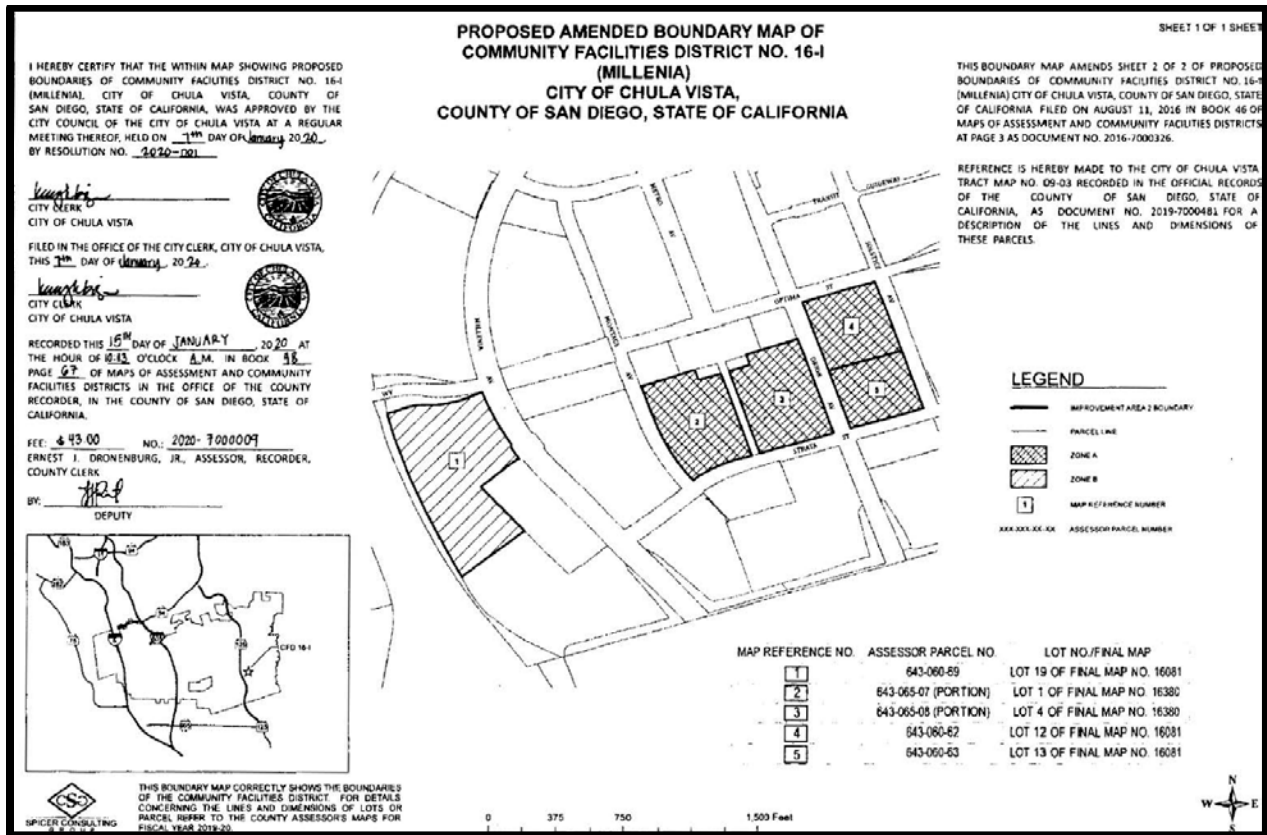 PROPOSED AMENDED BOUNDARY MAP OF
COMMUNITY FACILITIES DISTRICT NO. 16-I
(MILLENIA)
CITY OF CHULA VISTA,
COUNTY OF SAN DIEGO, STATE OF CALIFORNIA
SHEET 1 OF 1 SHEET
I HEREBY CERTIFY THAT THE WITHIN MAP SHOWING PROPOSED
BOUNDARIES OF COMMUNITY FACILITIES DISTRICT NO. 16-I
(MILLENIA), CITY OF CHULA VISTA, COUNTY OF
SAN DIEGO, STATE OF CALIFORNIA, WAS APPROVED BY THE
CITY COUNCIL OF THE CITY OF CHULA VISTA AT A REGULAR
MEETING THEREOF, HELD ON 7th DAY OF January 2020,
BY RESOLUTION NO. 2020-001
CITY CLERK
CITY OF CHULA VISTA
FILED IN THE OFFICE OF THE CITY CLERK, CITY OF CHULA VISTA,
THIS 7th DAY OF January, 2020.
CITY CLERK
CITY OF CHULA VISTA
RECORDED THIS 15TH DAY OF JANUARY, 2020 AT
THE HOUR OF 10:13 O'CLOCK A.M. IN BOOK 48
PAGE 67 OF MAPS OF ASSESSMENT AND COMMUNITY
FACILITIES DISTRICTS IN THE OFFICE OF THE COUNTY
RECORDER, IN THE COUNTY OF SAN DIEGO, STATE OF
CALIFORNIA.
FEE: $43.00 NO.: 2020-7000009
ERNEST J. DRONENBURG, JR., ASSESSOR, RECORDER,
COUNTY CLERK
BY:
DEPUTY
THIS BOUNDARY MAP AMENDS SHEET 2 OF 2 OF PROPOSED
BOUNDARIES OF COMMUNITY FACILITIES DISTRICT NO. 16-I
(MILLENIA) CITY OF CHULA VISTA, COUNTY OF SAN DIEGO, STATE
OF CALIFORNIA FILED ON AUGUST 11, 2016 IN BOOK 46 OF
MAPS OF ASSESSMENT AND COMMUNITY FACILITIES DISTRICTS
AT PAGE 3 AS DOCUMENT NO. 2016-7000326.
REFERENCE IS HEREBY MADE TO THE CITY OF CHULA VISTA
TRACT MAP NO. 09-03 RECORDED IN THE OFFICIAL RECORDS
OF THE COUNTY OF SAN DIEGO, STATE OF
CALIFORNIA, AS DOCUMENT NO. 2019-7000481 FOR A
DESCRIPTION OF THE LINES AND DIMENSIONS OF
THESE PARCELS.
TRANSIT GUIDEWAY
METRO AV
SOLSTICE AV
OPTIMA ST
MILLENIA AV
MONTAGE AV
ORION AV
STRATA ST
WY
1
2
3
4
5
LEGEND
IMPROVEMENT AREA 2 BOUNDARY
PARCEL LINE
ZONE A
ZONE B
1 MAP REFERENCE NUMBER
XXX-XXX-XX-XX ASSESSOR PARCEL NUMBER
CFD 16-I
MAP REFERENCE NO. ASSESSOR PARCEL NO. LOT NO./FINAL MAP
1 643-060-69 LOT 19 OF FINAL MAP NO. 16081
2 643-065-07 (PORTION) LOT 1 OF FINAL MAP NO. 16380
3 643-065-08 (PORTION) LOT 4 OF FINAL MAP NO. 16380
4 643-060-62 LOT 12 OF FINAL MAP NO. 16081
5 643-060-63 LOT 13 OF FINAL MAP NO. 16081
SPICER CONSULTING
GROUP
THIS BOUNDARY MAP CORRECTLY SHOWS THE BOUNDARIES
OF THE COMMUNITY FACILITIES DISTRICT. FOR DETAILS
CONCERNING THE LINES AND DIMENSIONS OF LOTS OR
PARCEL REFER TO THE COUNTY ASSESSOR'S MAPS FOR
FISCAL YEAR 2019-20.
0 375 750 1,500 Feet
N
W E
S